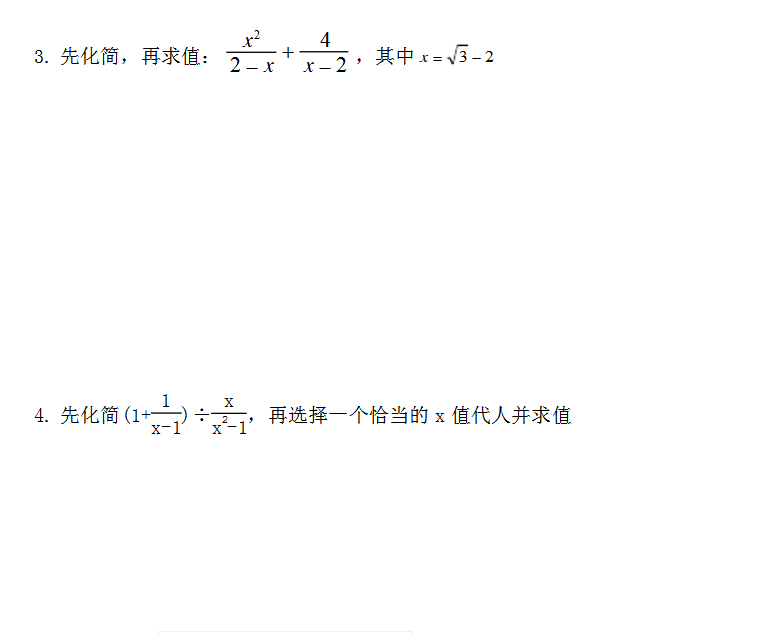 3. 先化简，再求值： x²/(2 – x) + 4/(x – 2) ，其中 x = √3 – 2
4. 先化简(1+1/(x-1))÷x/(x²-1)，再选择一个恰当的 x 值代人并求值